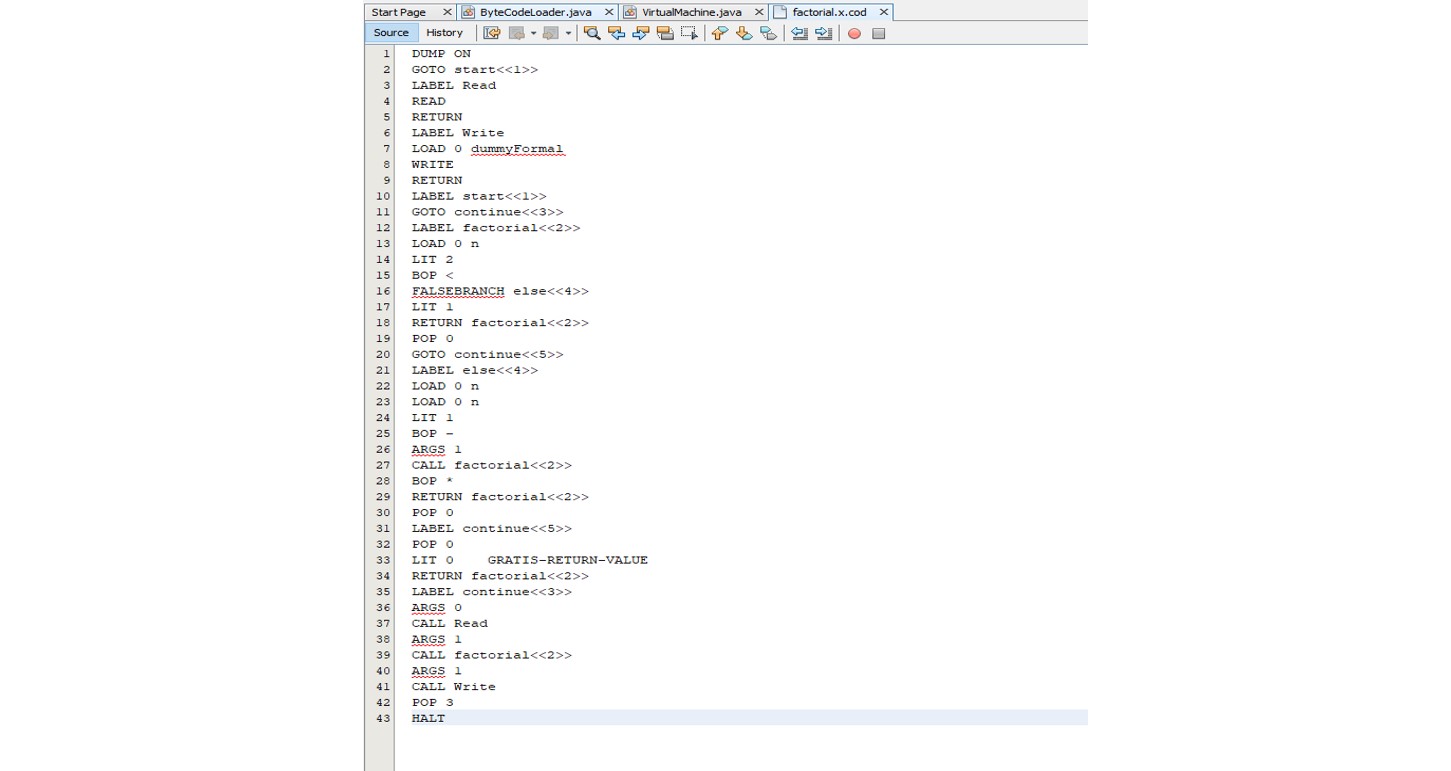 Start Page ByteCodeLoader.java VirtualMachine.java factorial.x.cod
Source History
1 DUMP ON
2 GOTO start<<1>>
3 LABEL Read
4 READ
5 RETURN
6 LABEL Write
7 LOAD 0 dummyFormal
8 WRITE
9 RETURN
10 LABEL start<<1>>
11 GOTO continue<<3>>
12 LABEL factorial<<2>>
13 LOAD 0 n
14 LIT 2
15 BOP <
16 FALSEBRANCH else<<4>>
17 LIT 1
18 RETURN factorial<<2>>
19 POP 0
20 GOTO continue<<5>>
21 LABEL else<<4>>
22 LOAD 0 n
23 LOAD 0 n
24 LIT 1
25 BOP -
26 ARGS 1
27 CALL factorial<<2>>
28 BOP *
29 RETURN factorial<<2>>
30 POP 0
31 LABEL continue<<5>>
32 POP 0
33 LIT 0    GRATIS-RETURN-VALUE
34 RETURN factorial<<2>>
35 LABEL continue<<3>>
36 ARGS 0
37 CALL Read
38 ARGS 1
39 CALL factorial<<2>>
40 ARGS 1
41 CALL Write
42 POP 3
43 HALT